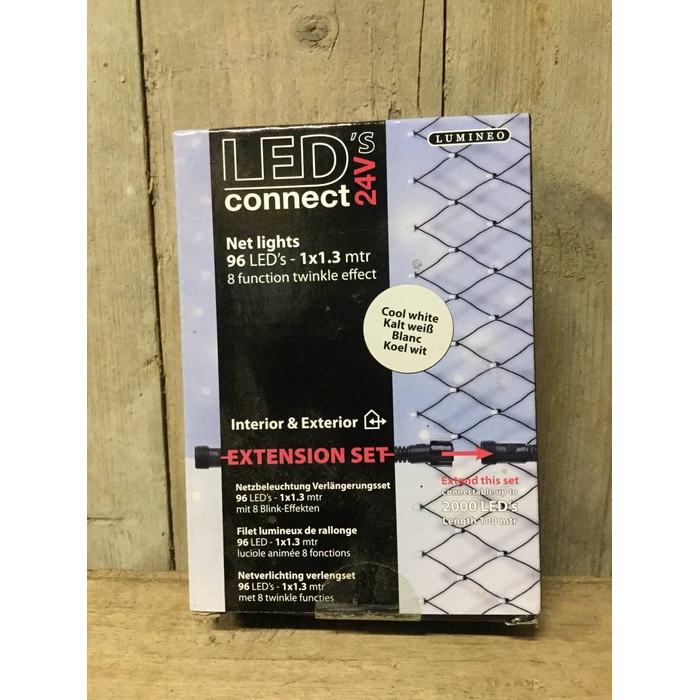 LUMINEO
LED's
connect 24V
Net lights
96 LED's - 1x1.3 mtr
8 function twinkle effect
Cool white
Kalt weiß
Blanc
Koel wit
Interior & Exterior
EXTENSION SET
Extend this set
connectable up to
2000 LED's
Length 100 mtr
Netzbeleuchtung Verlängerungsset
96 LED's - 1x1.3 mtr
mit 8 Blink-Effekten
Filet lumineux de rallonge
96 LED - 1x1.3 mtr
luciole animée 8 fonctions
Netverlichting verlengset
96 LED's - 1x1.3 mtr
met 8 twinkle functies